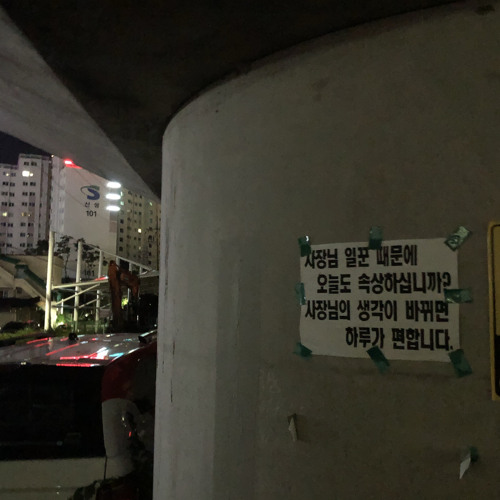 사장님 일꾼 때문에
오늘도 속상하십니까?
사장님의 생각이 바뀌면
하루가 편합니다.
S
101